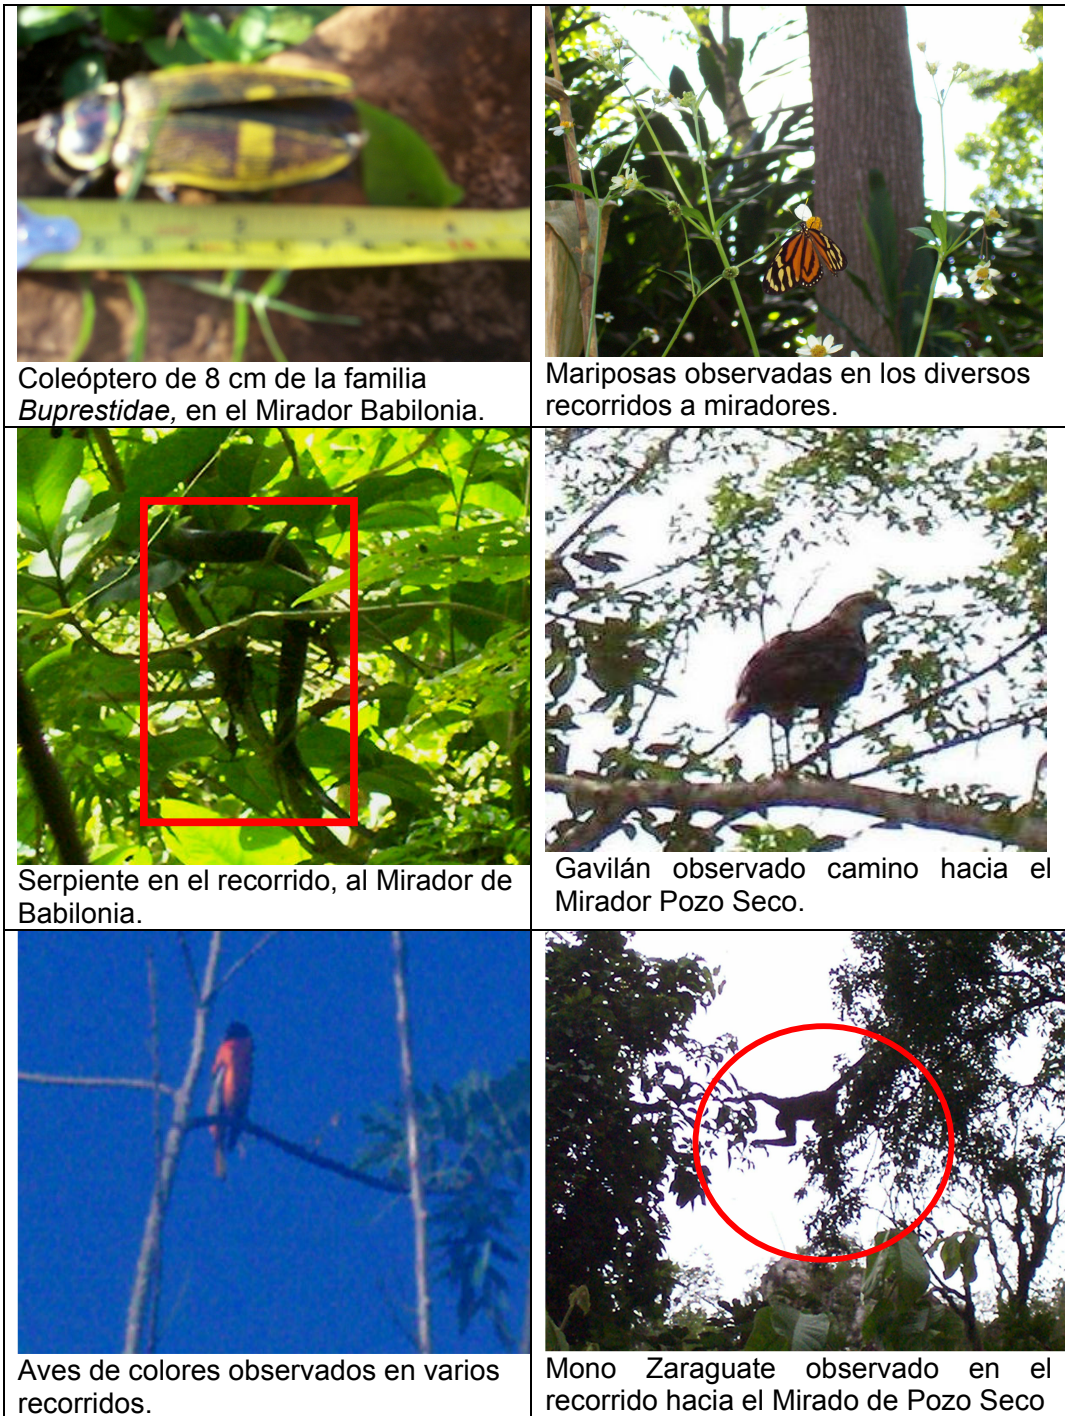 Coleóptero de 8 cm de la familia
Buprestidae, en el Mirador Babilonia.
Mariposas observadas en los diversos
recorridos a miradores.
Serpiente en el recorrido, al Mirador de
Babilonia.
Gavilán observado camino hacia el
Mirador Pozo Seco.
Aves de colores observados en varios
recorridos.
Mono Zaraguate observado en el
recorrido hacia el Mirado de Pozo Seco